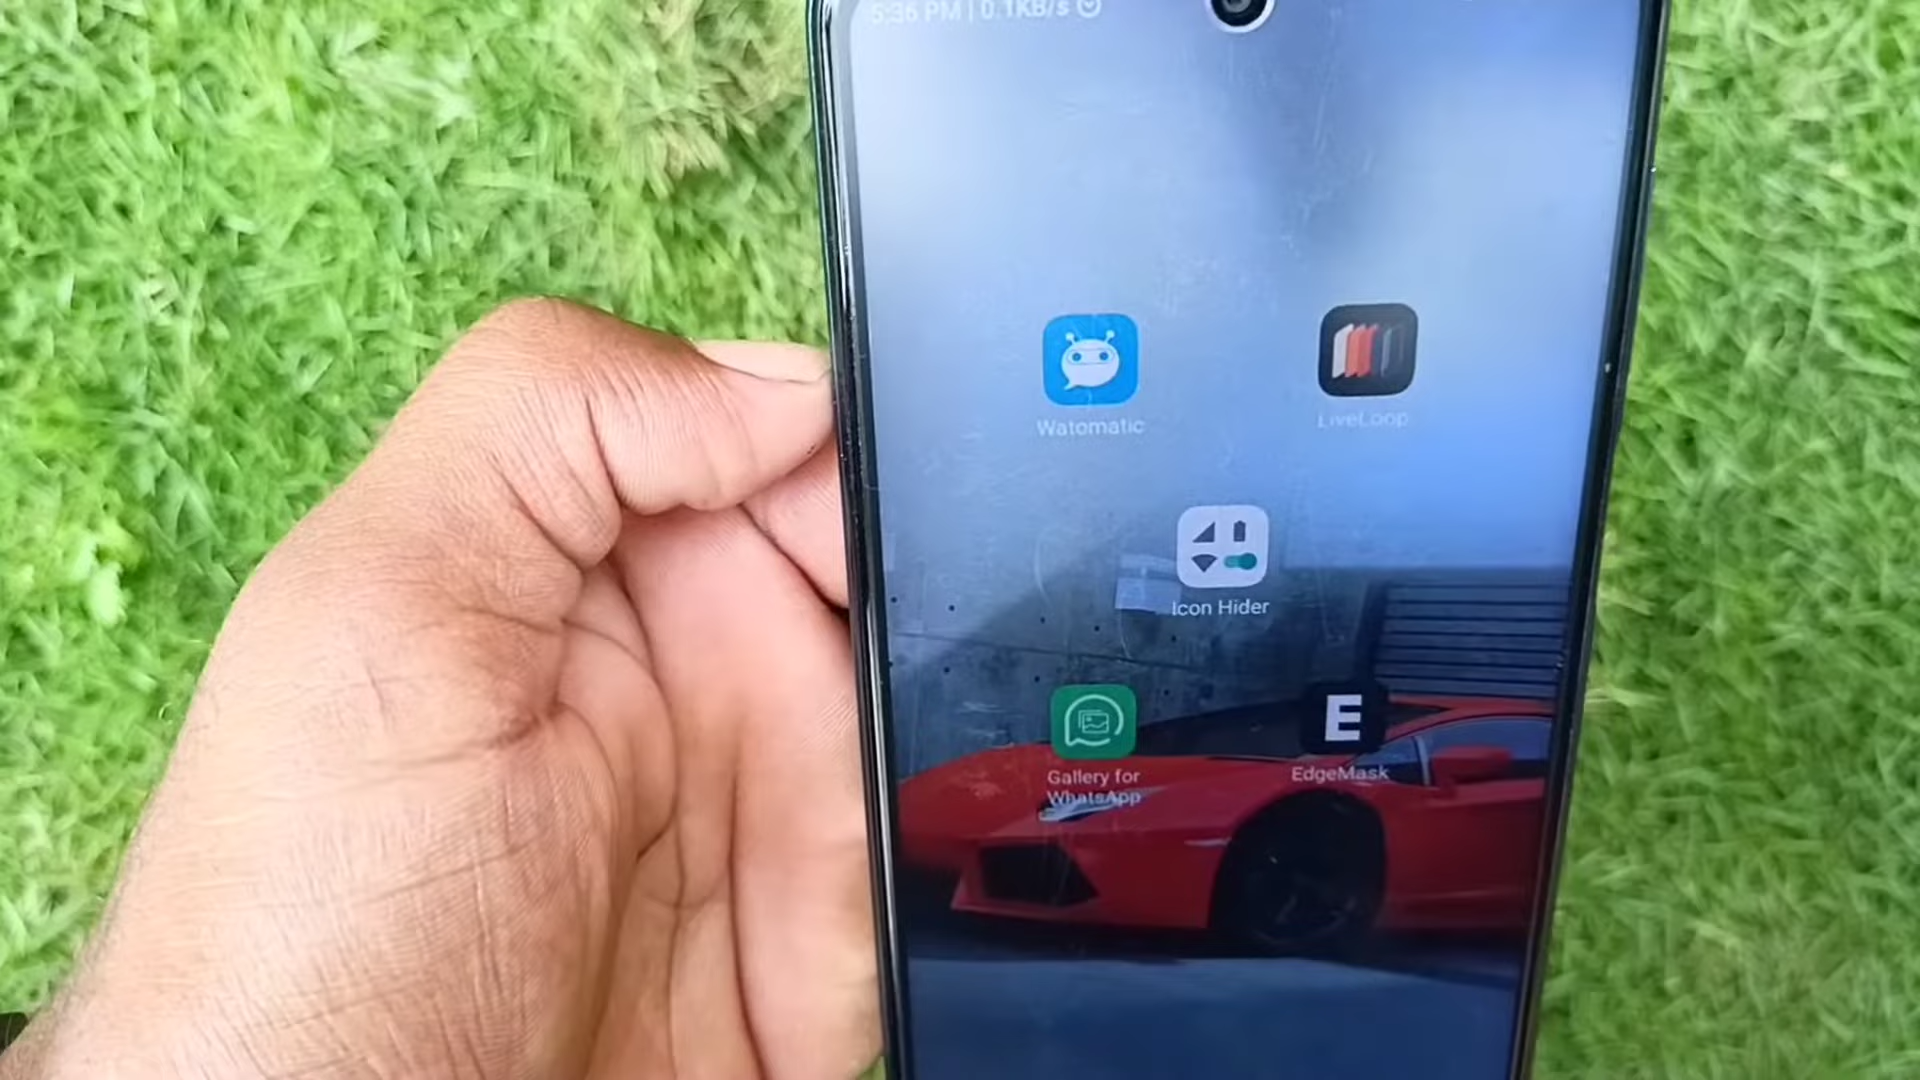 5:36 PM | 0.1KB/s
Watomatic
LiveLoop
Icon Hider
Gallery for
WhatsApp
E
EdgeMask